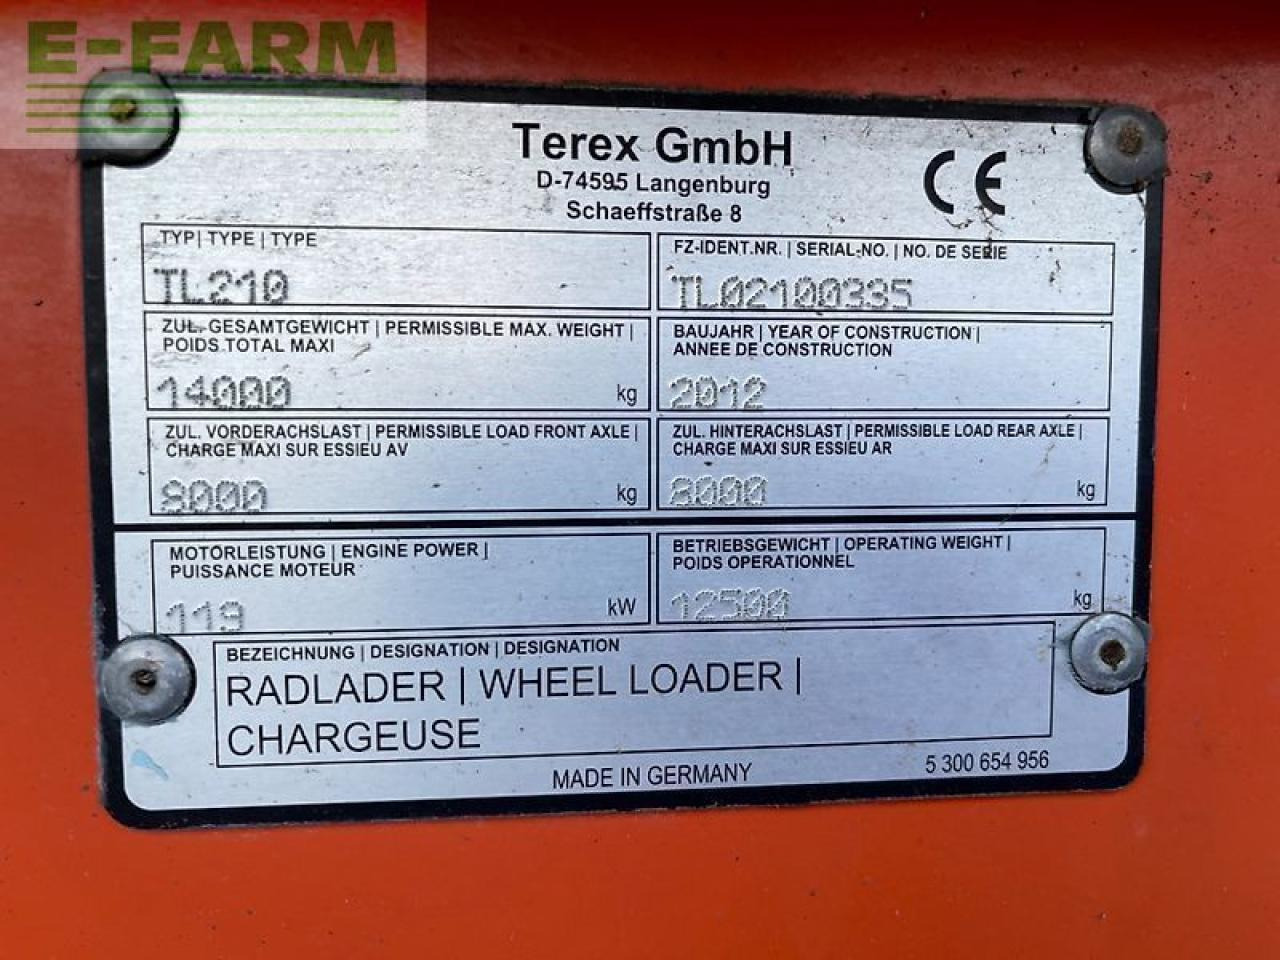 E-FARM
Terex GmbH
D-74595 Langenburg
Schaeffstraße 8
CE
TYP| TYPE | TYPE
TL210
FZ-IDENT.NR. | SERIAL-NO. | NO. DE SERIE
TL02100335
ZUL. GESAMTGEWICHT | PERMISSIBLE MAX. WEIGHT |
POIDS TOTAL MAXI
14000 kg
BAUJAHR | YEAR OF CONSTRUCTION |
ANNEE DE CONSTRUCTION
2012
ZUL. VORDERACHSLAST | PERMISSIBLE LOAD FRONT AXLE |
CHARGE MAXI SUR ESSIEU AV
8000 kg
ZUL. HINTERACHSLAST | PERMISSIBLE LOAD REAR AXLE |
CHARGE MAXI SUR ESSIEU AR
8000 kg
MOTORLEISTUNG | ENGINE POWER |
PUISSANCE MOTEUR
119 kW
BETRIEBSGEWICHT | OPERATING WEIGHT |
POIDS OPERATIONNEL
12500 kg
BEZEICHNUNG | DESIGNATION | DESIGNATION
RADLADER | WHEEL LOADER |
CHARGEUSE
MADE IN GERMANY
5 300 654 956